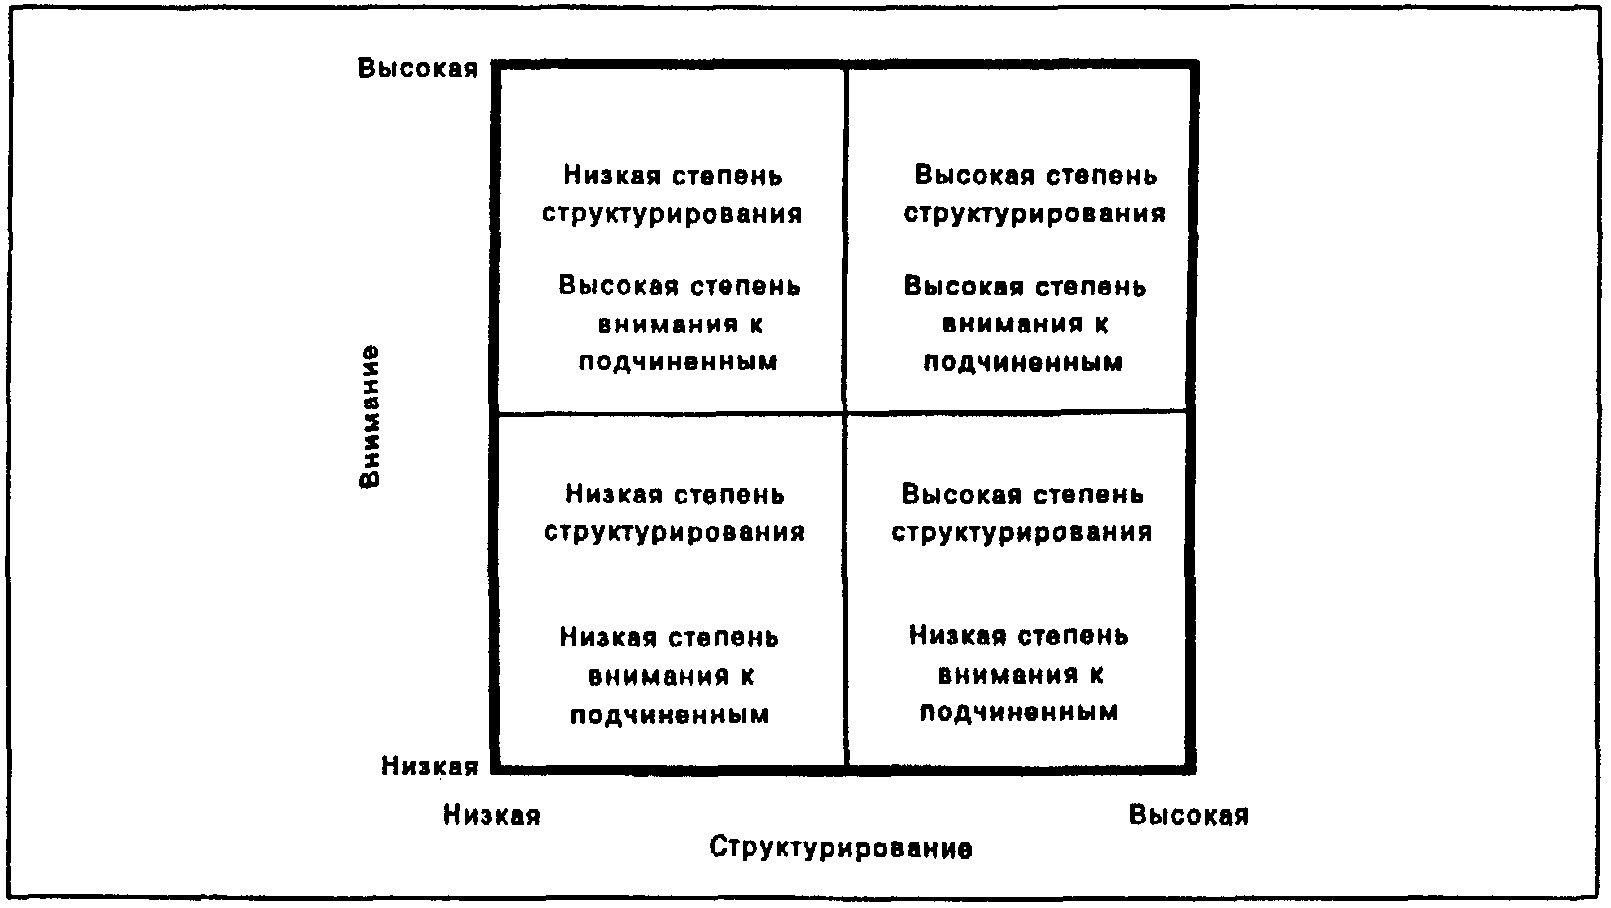 Высокая
Низкая степень
структурирования
Высокая степень
внимания к
подчиненным
Высокая степень
структурирования
Высокая степень
внимания к
подчиненным
Внимание
Низкая степень
структурирования
Низкая степень
внимания к
подчиненным
Высокая степень
структурирования
Низкая степень
внимания к
подчиненным
Низкая
Низкая
Высокая
Структурирование